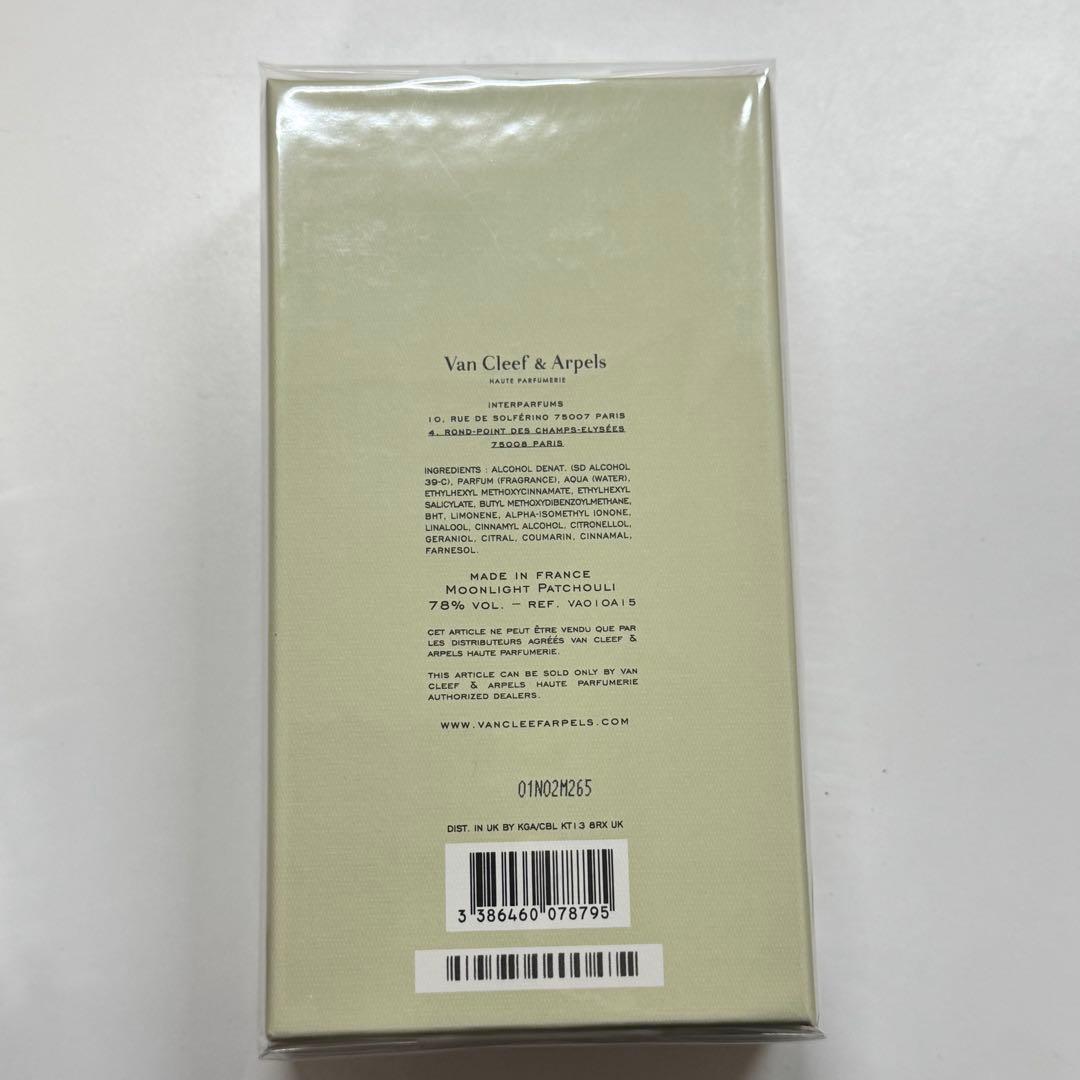 Van Cleef & Arpels
HAUTE PARFUMERIE
INTERPARFUMS
10, RUE DE SOLFÉRINO 75007 PARIS
4, ROND-POINT DES CHAMPS-ELYSÉES
75008 PARIS
INGREDIENTS : ALCOHOL DENAT. (SD ALCOHOL
39-C), PARFUM (FRAGRANCE), AQUA (WATER),
ETHYLHEXYL METHOXYCINNAMATE, ETHYLHEXYL
SALICYLATE, BUTYL METHOXYDIBENZOYLMETHANE,
BHT, LIMONENE, ALPHA-ISOMETHYL IONONE,
LINALOOL, CINNAMYL ALCOHOL, CITRONELLOL,
GERANIOL, CITRAL, COUMARIN, CINNAMAL,
FARNESOL.
MADE IN FRANCE
MOONLIGHT PATCHOULI
78% VOL. – REF. VA010A15
CET ARTICLE NE PEUT ÊTRE VENDU QUE PAR
LES DISTRIBUTEURS AGRÉÉS VAN CLEEF &
ARPELS HAUTE PARFUMERIE.
THIS ARTICLE CAN BE SOLD ONLY BY VAN
CLEEF & ARPELS HAUTE PARFUMERIE
AUTHORIZED DEALERS.
WWW.VANCLEEFARPELS.COM
01N02M265
DIST. IN UK BY KGA/CBL KT13 8RX UK
3 386460 078795